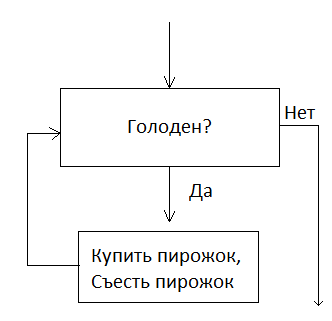 Голоден?
Нет
Да
Купить пирожок,
Съесть пирожок